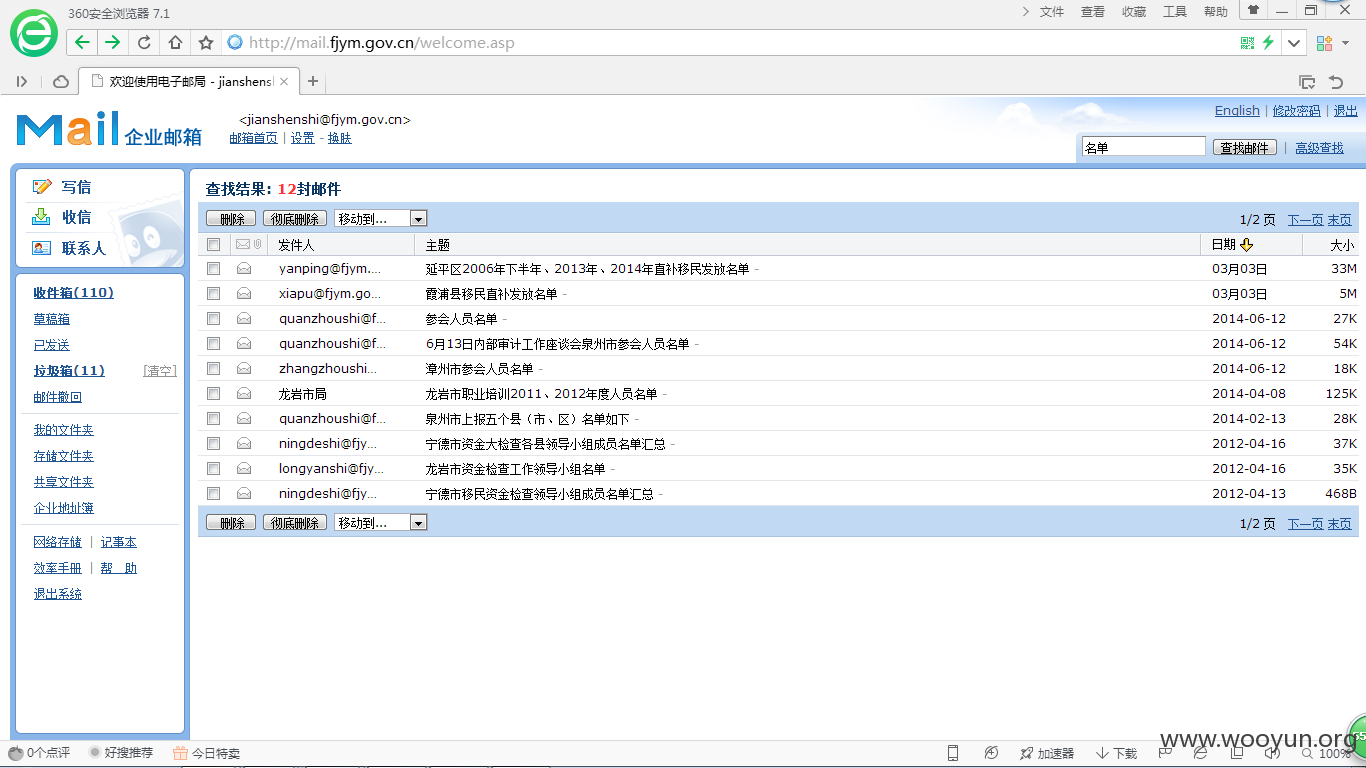 360安全浏览器 7.1
文件 查看 收藏 工具 帮助
http://mail.fjym.gov.cn/welcome.asp
欢迎使用电子邮局 - jianshensl
Mail 企业邮箱
<jianshenshi@fjym.gov.cn>
邮箱首页 | 设置 - 换肤
English | 修改密码 | 退出
名单 查找邮件 | 高级查找
写信
收信
联系人
收件箱(110)
草稿箱
已发送
垃圾箱(11) [清空]
邮件撤回
我的文件夹
存储文件夹
共享文件夹
企业地址簿
网络存储 | 记事本
效率手册 | 帮 助
退出系统
查找结果: 12封邮件
删除 彻底删除 移动到... 1/2 页 下一页 末页
发件人 主题 日期 大小
yanping@fjym.... 延平区2006年下半年、2013年、2014年直补移民发放名单 - 03月03日 33M
xiapu@fjym.go... 霞浦县移民直补发放名单 - 03月03日 5M
quanzhoushi@f... 参会人员名单 - 2014-06-12 27K
quanzhoushi@f... 6月13日内部审计工作座谈会泉州市参会人员名单 - 2014-06-12 54K
zhangzhoushi... 漳州市参会人员名单 - 2014-06-12 18K
龙岩市局 龙岩市职业培训2011、2012年度人员名单 - 2014-04-08 125K
quanzhoushi@f... 泉州市上报五个县（市、区）名单如下 - 2014-02-13 28K
ningdeshi@fjy... 宁德市资金大检查各县领导小组成员名单汇总 - 2012-04-16 37K
longyanshi@fjy... 龙岩市资金检查工作领导小组名单 - 2012-04-16 35K
ningdeshi@fjy... 宁德市移民资金检查领导小组成员名单汇总 - 2012-04-13 468B
删除 彻底删除 移动到... 1/2 页 下一页 末页
www.wooyun.org
0个点评 好搜推荐 今日特卖 加速器 下载 100%